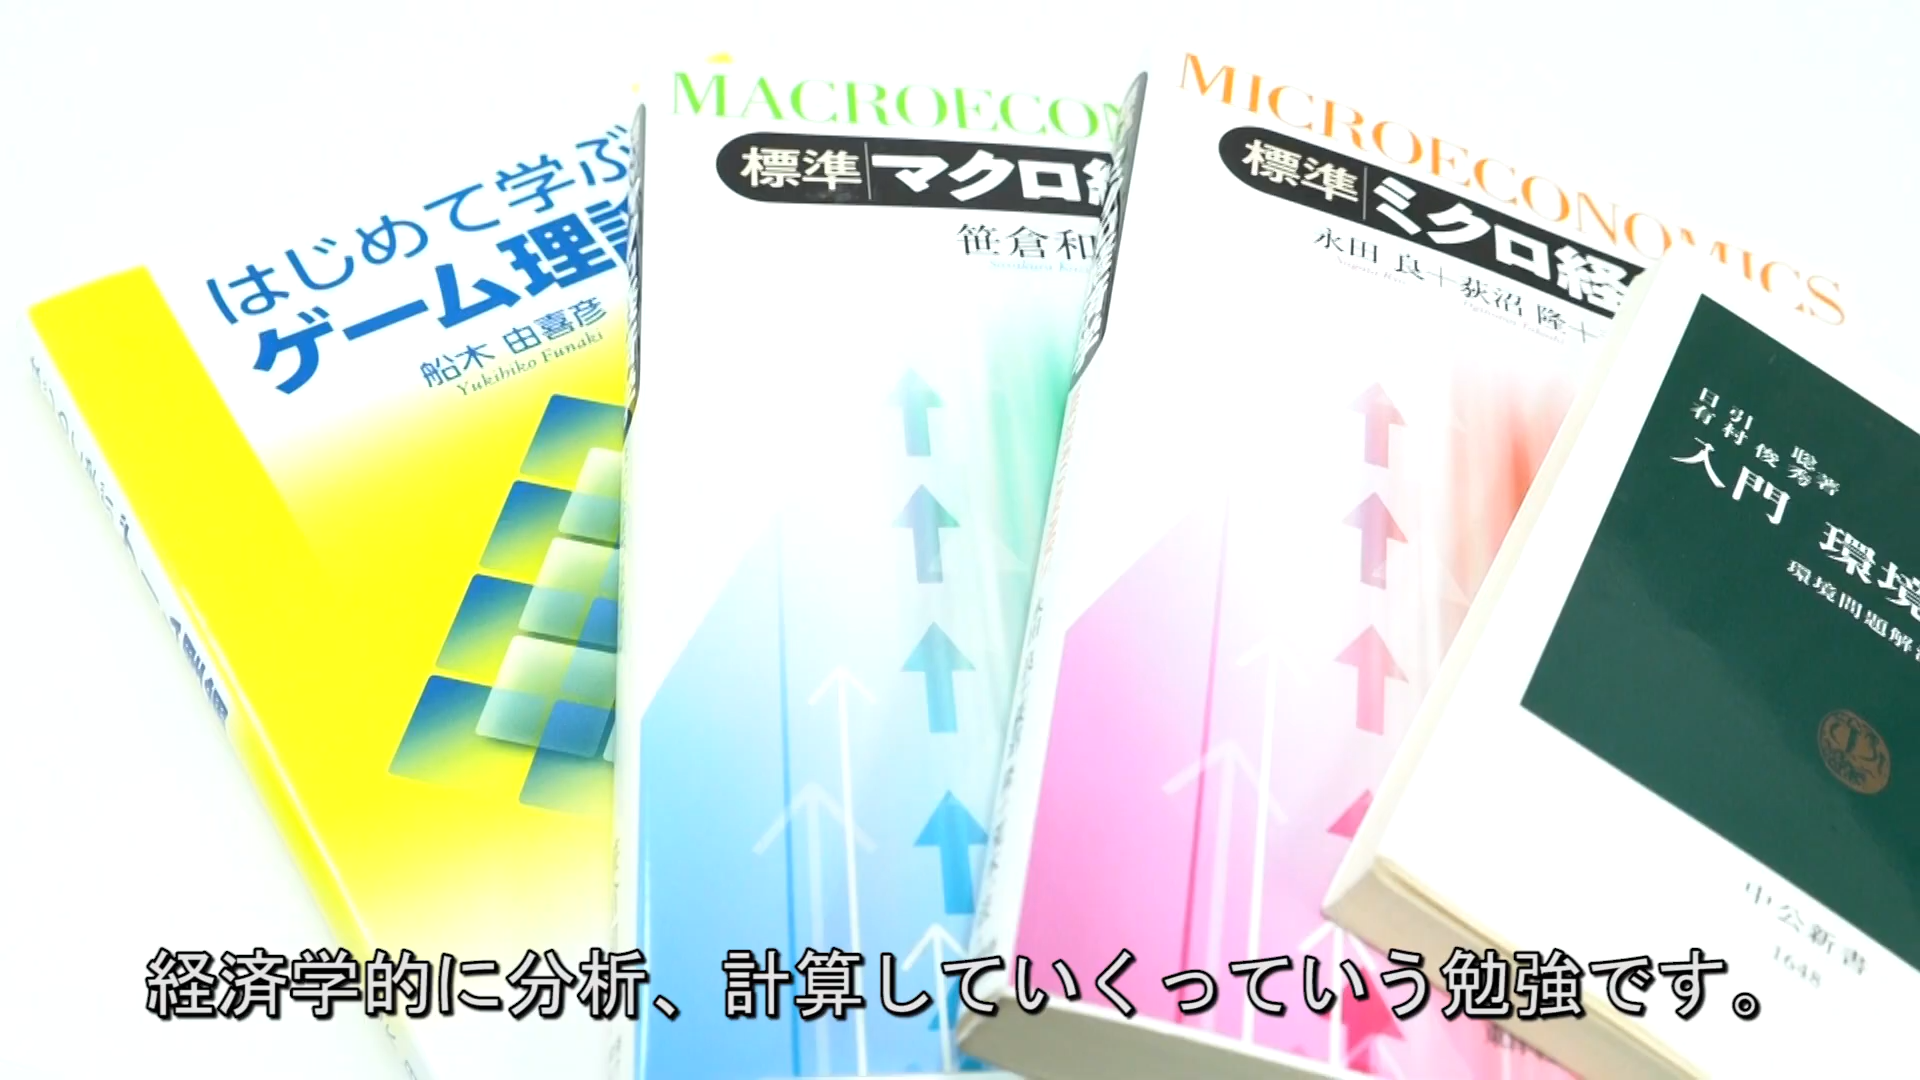 はじめて学ぶ
ゲーム理
船木 由喜彦
Yukihiko Funaki
MACROECON
標準 マクロ
笹倉和
MICROECONOMICS
標準 ミクロ経
永田 良+荻沼 隆+
日引 聡
有村 俊秀 著
入門 環境
環境問題解
中公新書
1648
経済学的に分析、計算していくっていう勉強です。